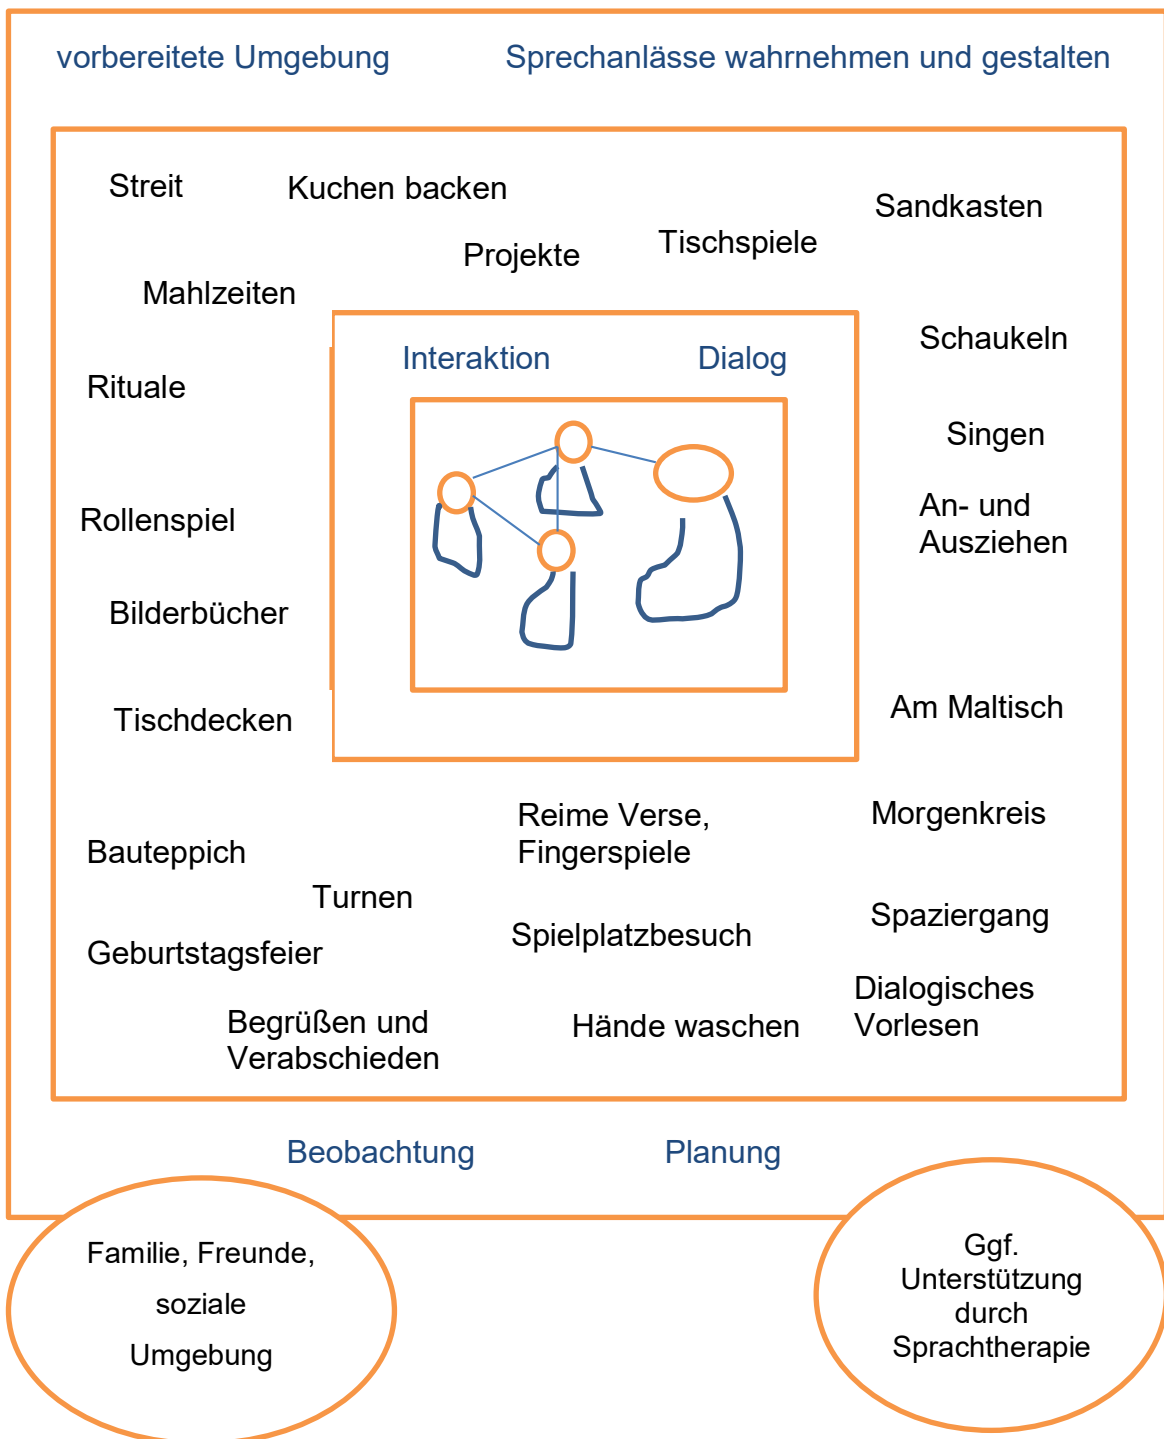 vorbereitete Umgebung
Sprechanlässe wahrnehmen und gestalten
Streit
Kuchen backen
Sandkasten
Projekte
Tischspiele
Mahlzeiten
Schaukeln
Interaktion
Dialog
Rituale
Singen
Rollenspiel
An- und
Ausziehen
Bilderbücher
Tischdecken
Am Maltisch
Reime Verse,
Fingerspiele
Morgenkreis
Bauteppich
Turnen
Spaziergang
Geburtstagsfeier
Spielplatzbesuch
Dialogisches
Vorlesen
Begrüßen und
Verabschieden
Hände waschen
Beobachtung
Planung
Familie, Freunde,
soziale
Umgebung
Ggf.
Unterstützung
durch
Sprachtherapie